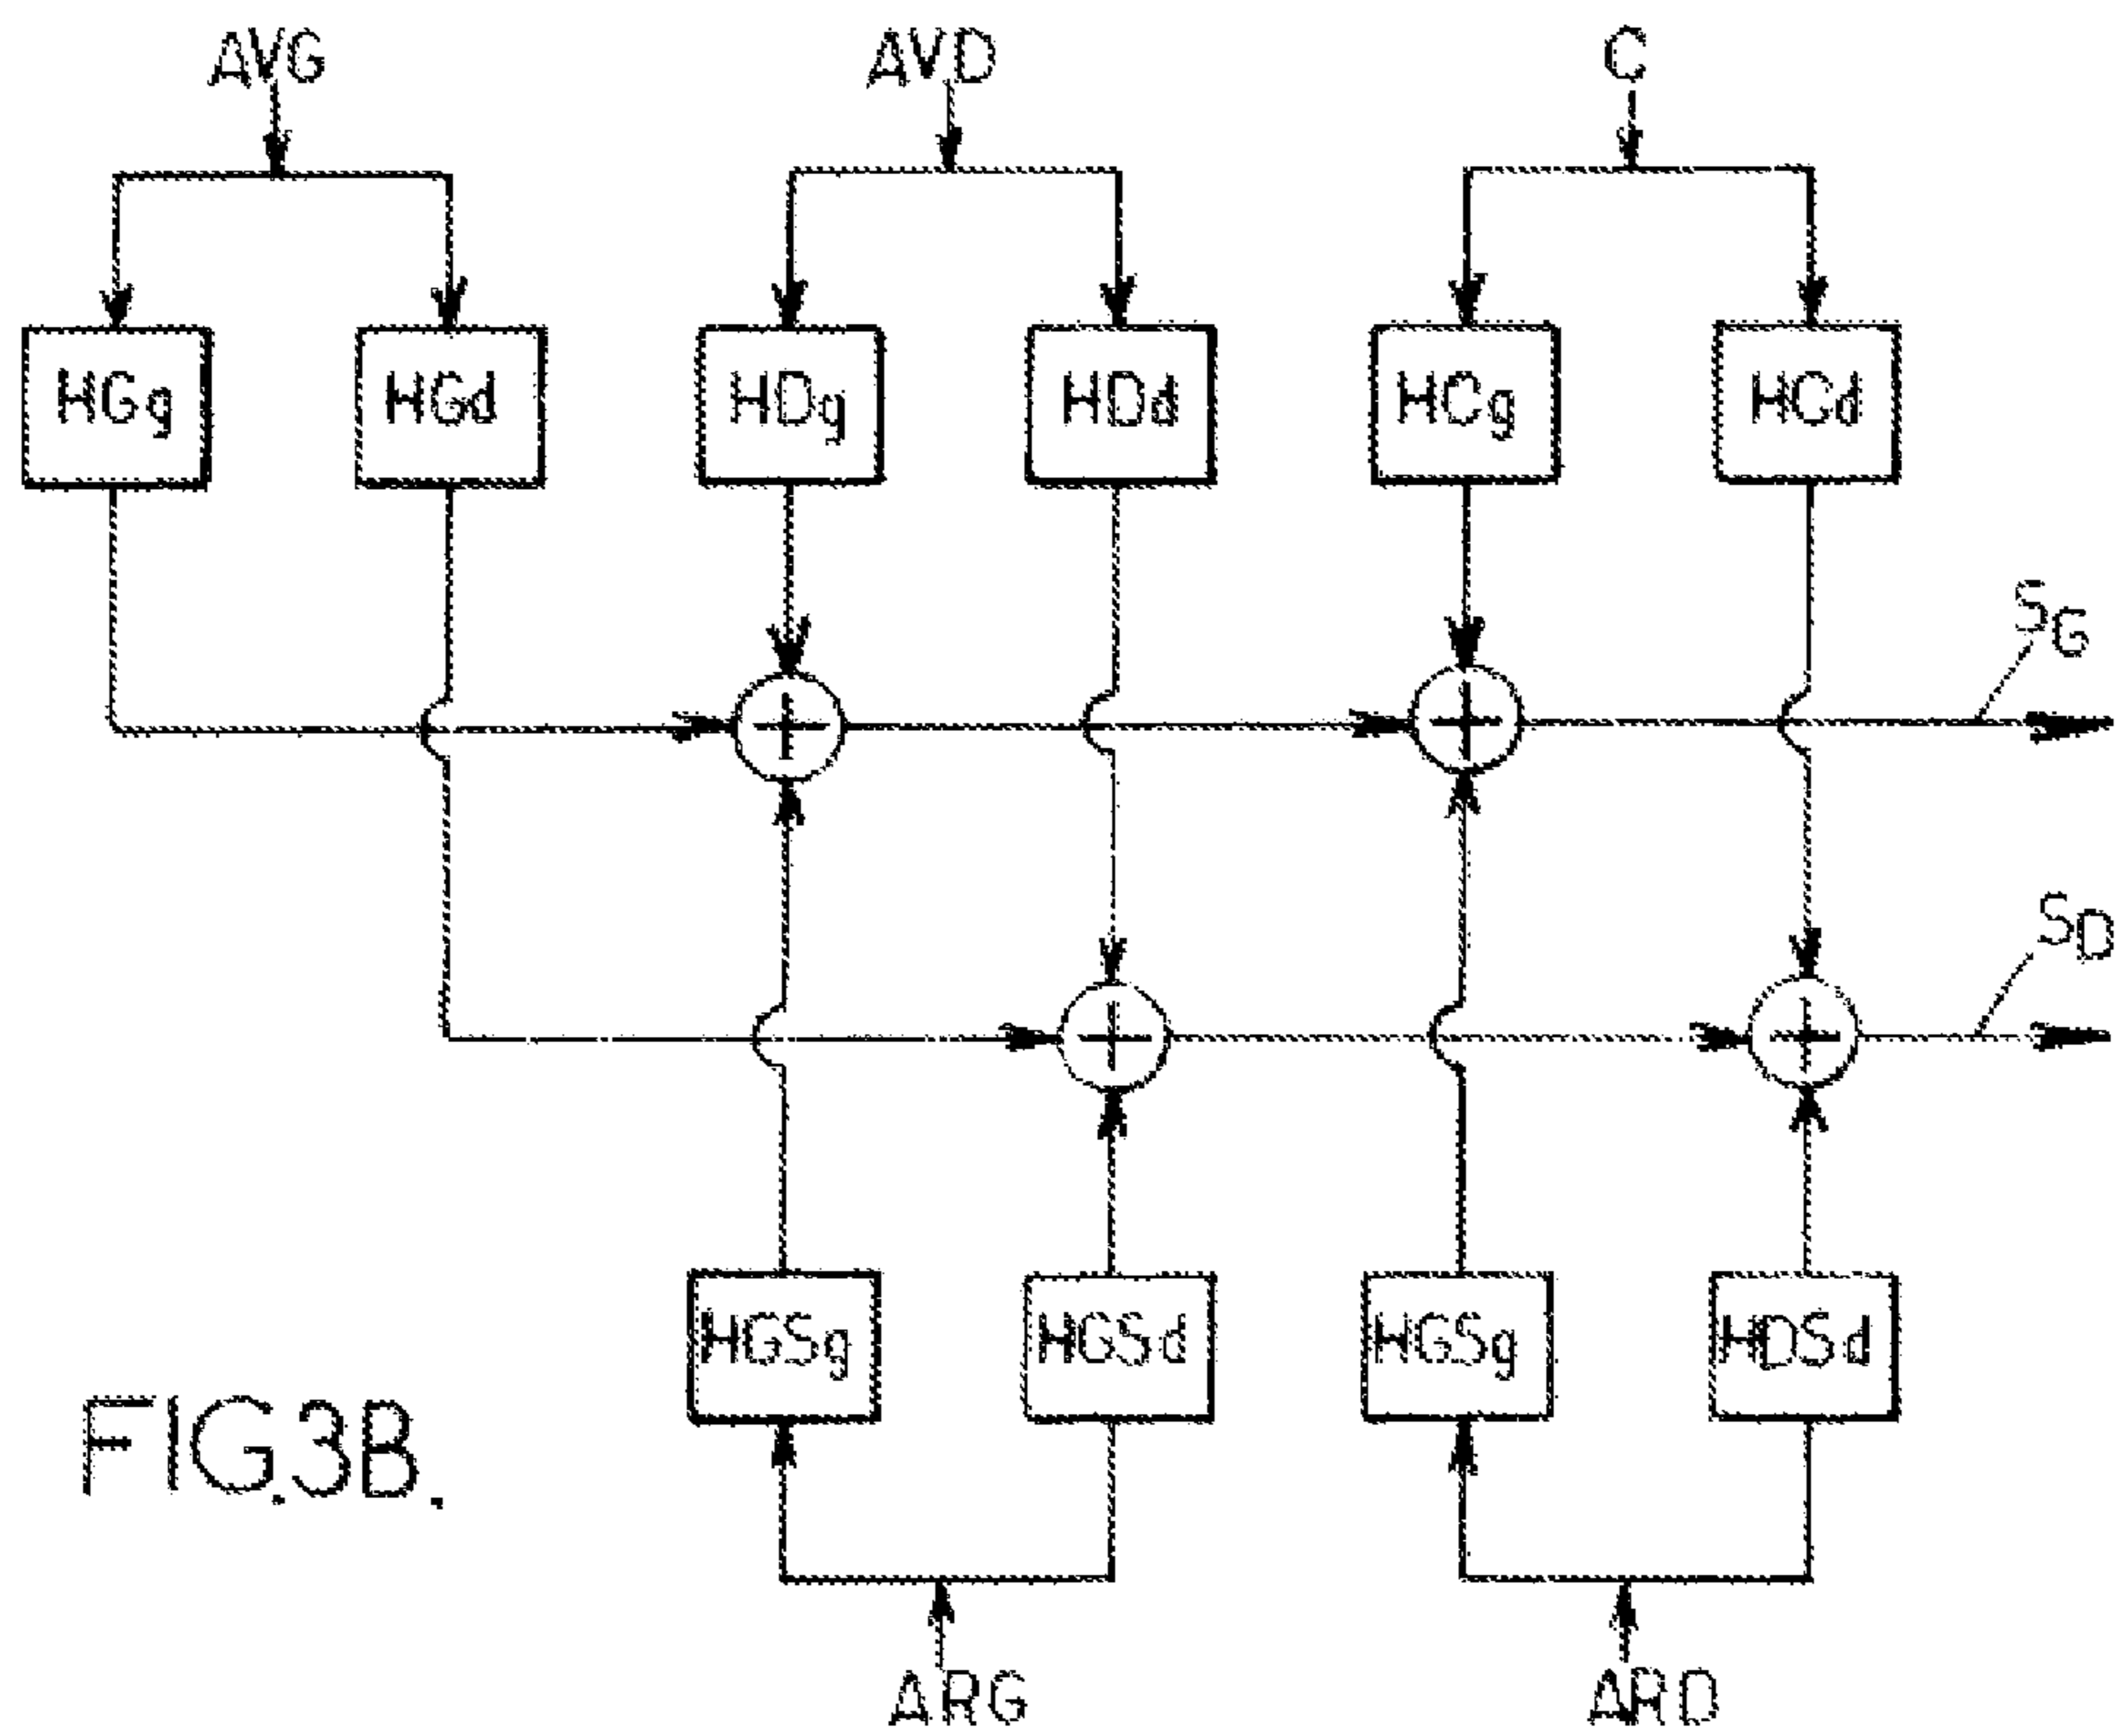 AVG AVD C
HGg HGd HDg HDd HCg HCd
SG
SD
HGSg HGSd HGSg HDSd
FIG.3B.
ARG ARD